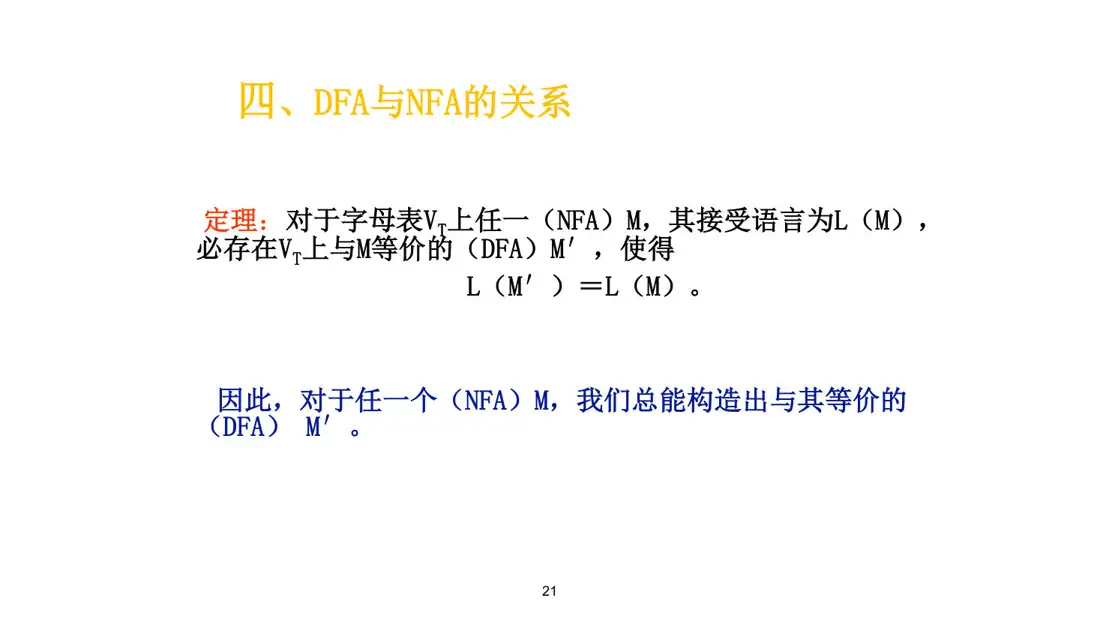 四、DFA与NFA的关系
定理：对于字母表V_T上任一（NFA）M，其接受语言为L（M），
必存在V_T上与M等价的（DFA）M′，使得
L（M′）＝L（M）。
因此，对于任一个（NFA）M，我们总能构造出与其等价的
（DFA） M′。
21